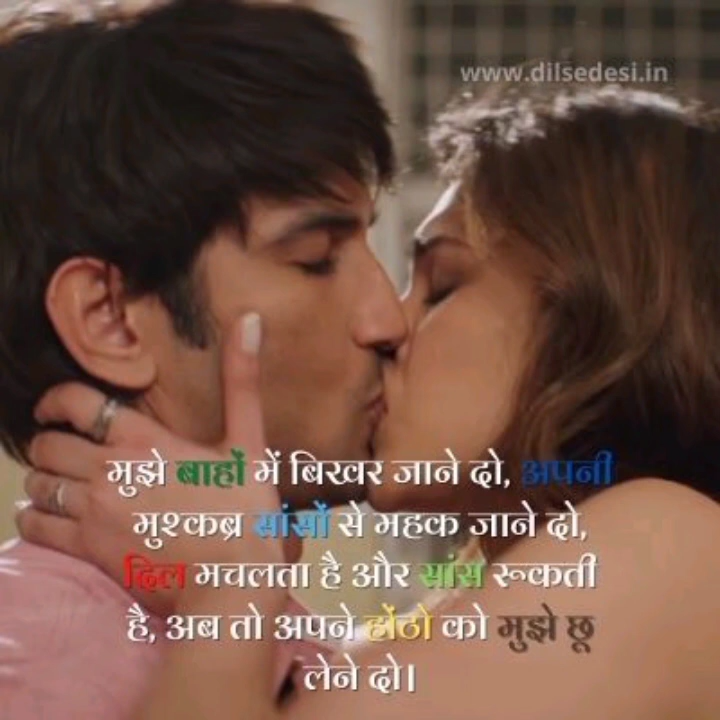 www.dilsedesi.in
मुझे बाहों में बिखर जाने दो, अपनी
मुश्कब्र सांसों से महक जाने दो,
दिल मचलता है और सांस रूकती
है, अब तो अपने होंठो को मुझे छू
लेने दो।